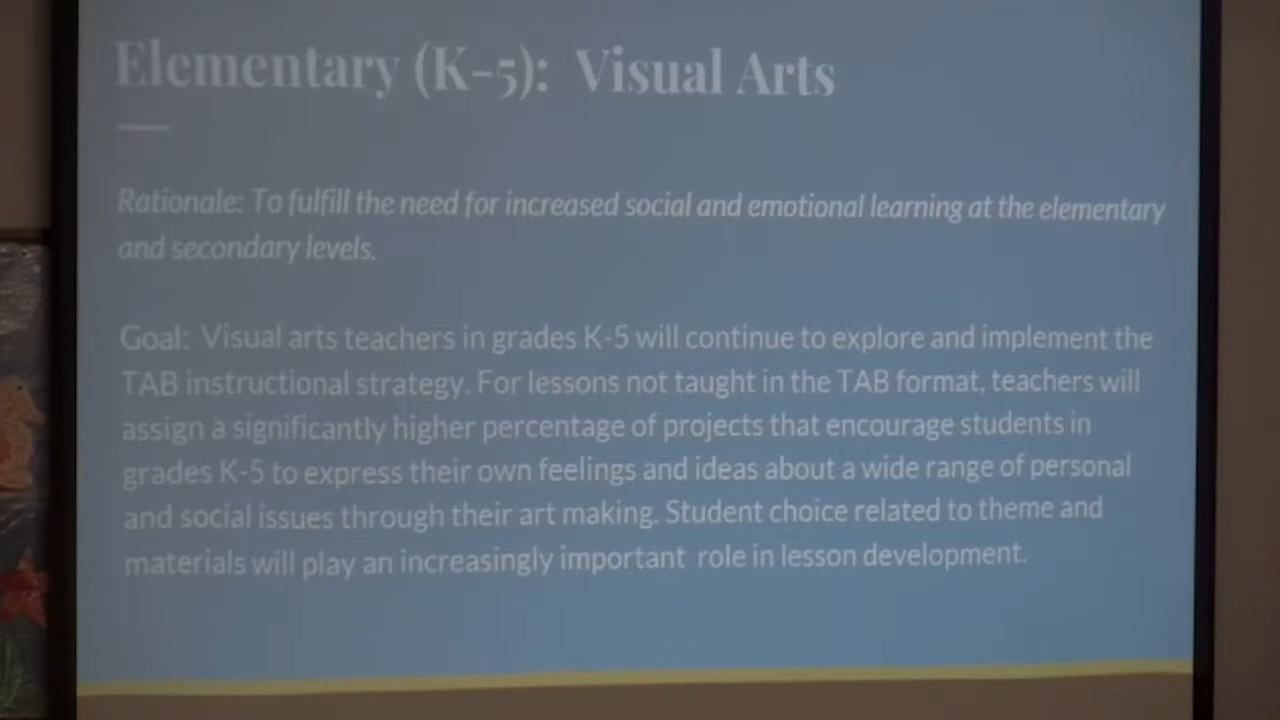 Elementary (K-5): Visual Arts
Rationale: To fulfill the need for increased social and emotional learning at the elementary
and secondary levels.
Goal: Visual arts teachers in grades K-5 will continue to explore and implement the
TAB instructional strategy. For lessons not taught in the TAB format, teachers will
assign a significantly higher percentage of projects that encourage students in
grades K-5 to express their own feelings and ideas about a wide range of personal
and social issues through their art making. Student choice related to theme and
materials will play an increasingly important role in lesson development.